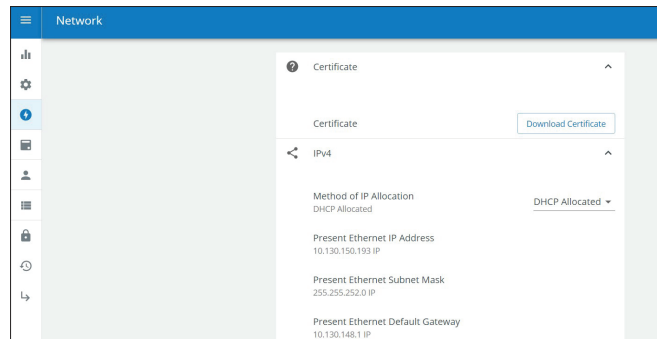 Network
Certificate
Certificate
Download Certificate
IPv4
Method of IP Allocation
DHCP Allocated
DHCP Allocated
Present Ethernet IP Address
10.130.150.193 IP
Present Ethernet Subnet Mask
255.255.252.0 IP
Present Ethernet Default Gateway
10.130.148.1 IP